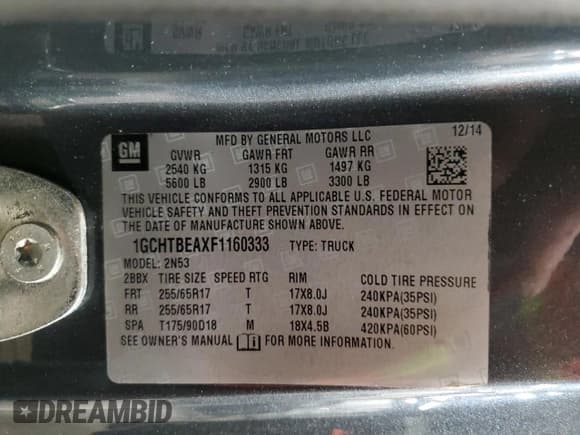 MFD BY GENERAL MOTORS LLC 12/14
GM GVWR GAWR FRT GAWR RR
2540 KG 1315 KG 1497 KG
5600 LB 2900 LB 3300 LB
THIS VEHICLE CONFORMS TO ALL APPLICABLE U.S. FEDERAL MOTOR
VEHICLE SAFETY AND THEFT PREVENTION STANDARDS IN EFFECT ON
THE DATE OF MANUFACTURE SHOWN ABOVE.
1GCHTBEAXF1160333 TYPE: TRUCK
MODEL: 2N53
2BBX TIRE SIZE SPEED RTG RIM COLD TIRE PRESSURE
FRT 255/65R17 T 17X8.0J 240KPA(35PSI)
RR 255/65R17 T 17X8.0J 240KPA(35PSI)
SPA T175/90D18 M 18X4.5B 420KPA(60PSI)
SEE OWNER'S MANUAL FOR MORE INFORMATION.
DREAMBID